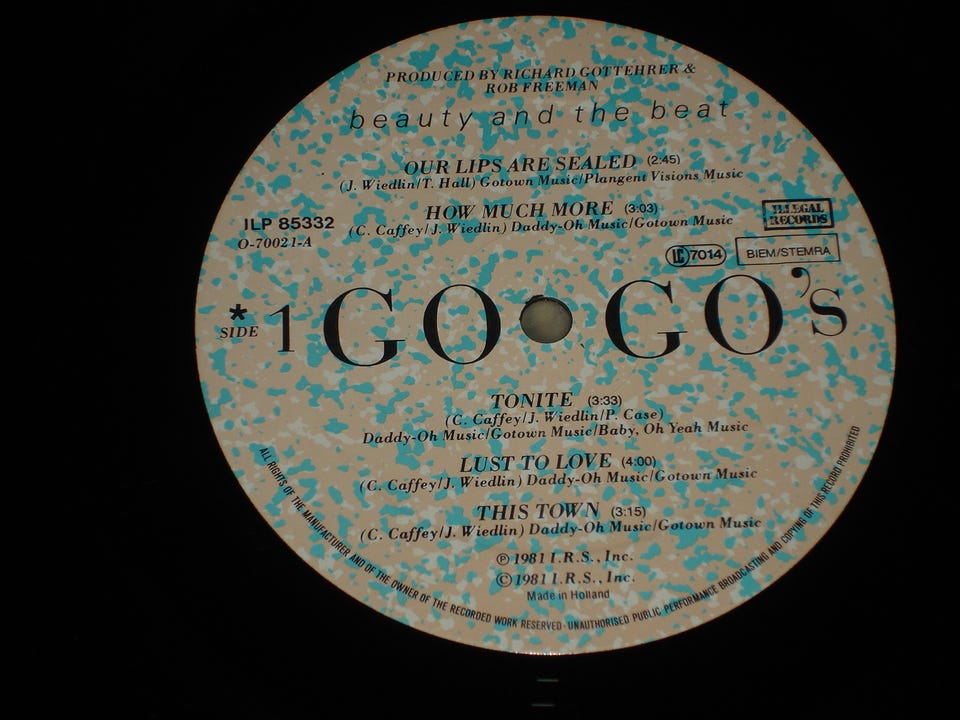 PRODUCED BY RICHARD GOTTEHRER &
ROB FREEMAN
beauty and the beat
OUR LIPS ARE SEALED (2:45)
(J. Wiedlin/T. Hall) Gotown Music/Plangent Visions Music
HOW MUCH MORE (3:03)
(C. Caffey/J. Wiedlin) Daddy-Oh Music/Gotown Music
ILP 85332
O-70021-A
ILLEGAL
RECORDS
LC 7014
BIEM/STEMRA
*
SIDE 1
GO GO's
TONITE (3:33)
(C. Caffey/J. Wiedlin/P. Case)
Daddy-Oh Music/Gotown Music/Baby, Oh Yeah Music
LUST TO LOVE (4:00)
(C. Caffey/J. Wiedlin) Daddy-Oh Music/Gotown Music
THIS TOWN (3:15)
(C. Caffey/J. Wiedlin) Daddy-Oh Music/Gotown Music
℗ 1981 I.R.S., Inc.
© 1981 I.R.S., Inc.
Made in Holland
ALL RIGHTS OF THE MANUFACTURER AND OF THE OWNER OF THE RECORDED WORK RESERVED · UNAUTHORISED PUBLIC PERFORMANCE BROADCASTING AND COPYING OF THIS RECORD PROHIBITED